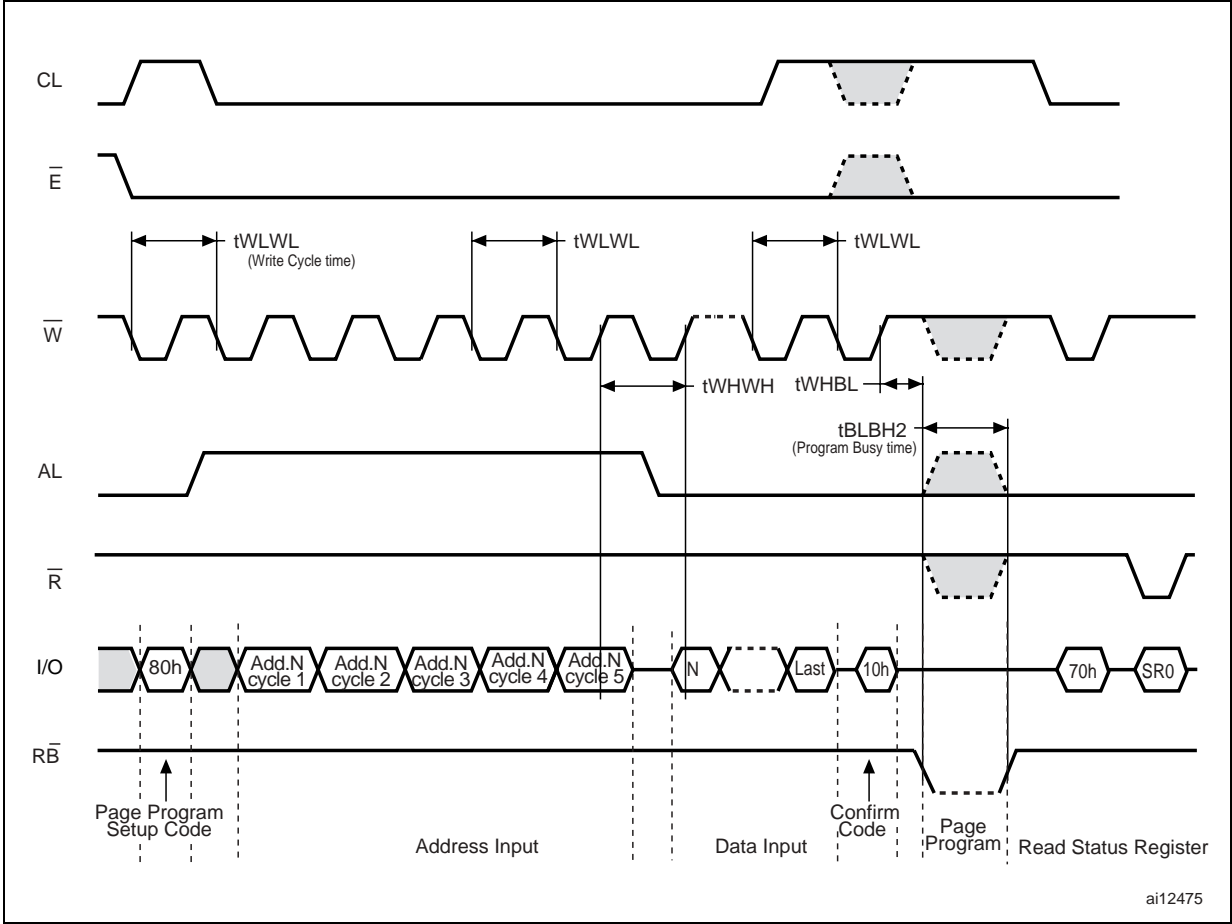 CL
E
tWLWL
(Write Cycle time)
tWLWL
tWLWL
W
tWHWH
tWHBL
tBLBH2
(Program Busy time)
AL
R
I/O
80h
Add.N
cycle 1
Add.N
cycle 2
Add.N
cycle 3
Add.N
cycle 4
Add.N
cycle 5
N
Last
10h
70h
SR0
RB
Page Program
Setup Code
Address Input
Data Input
Confirm
Code
Page
Program
Read Status Register
ai12475